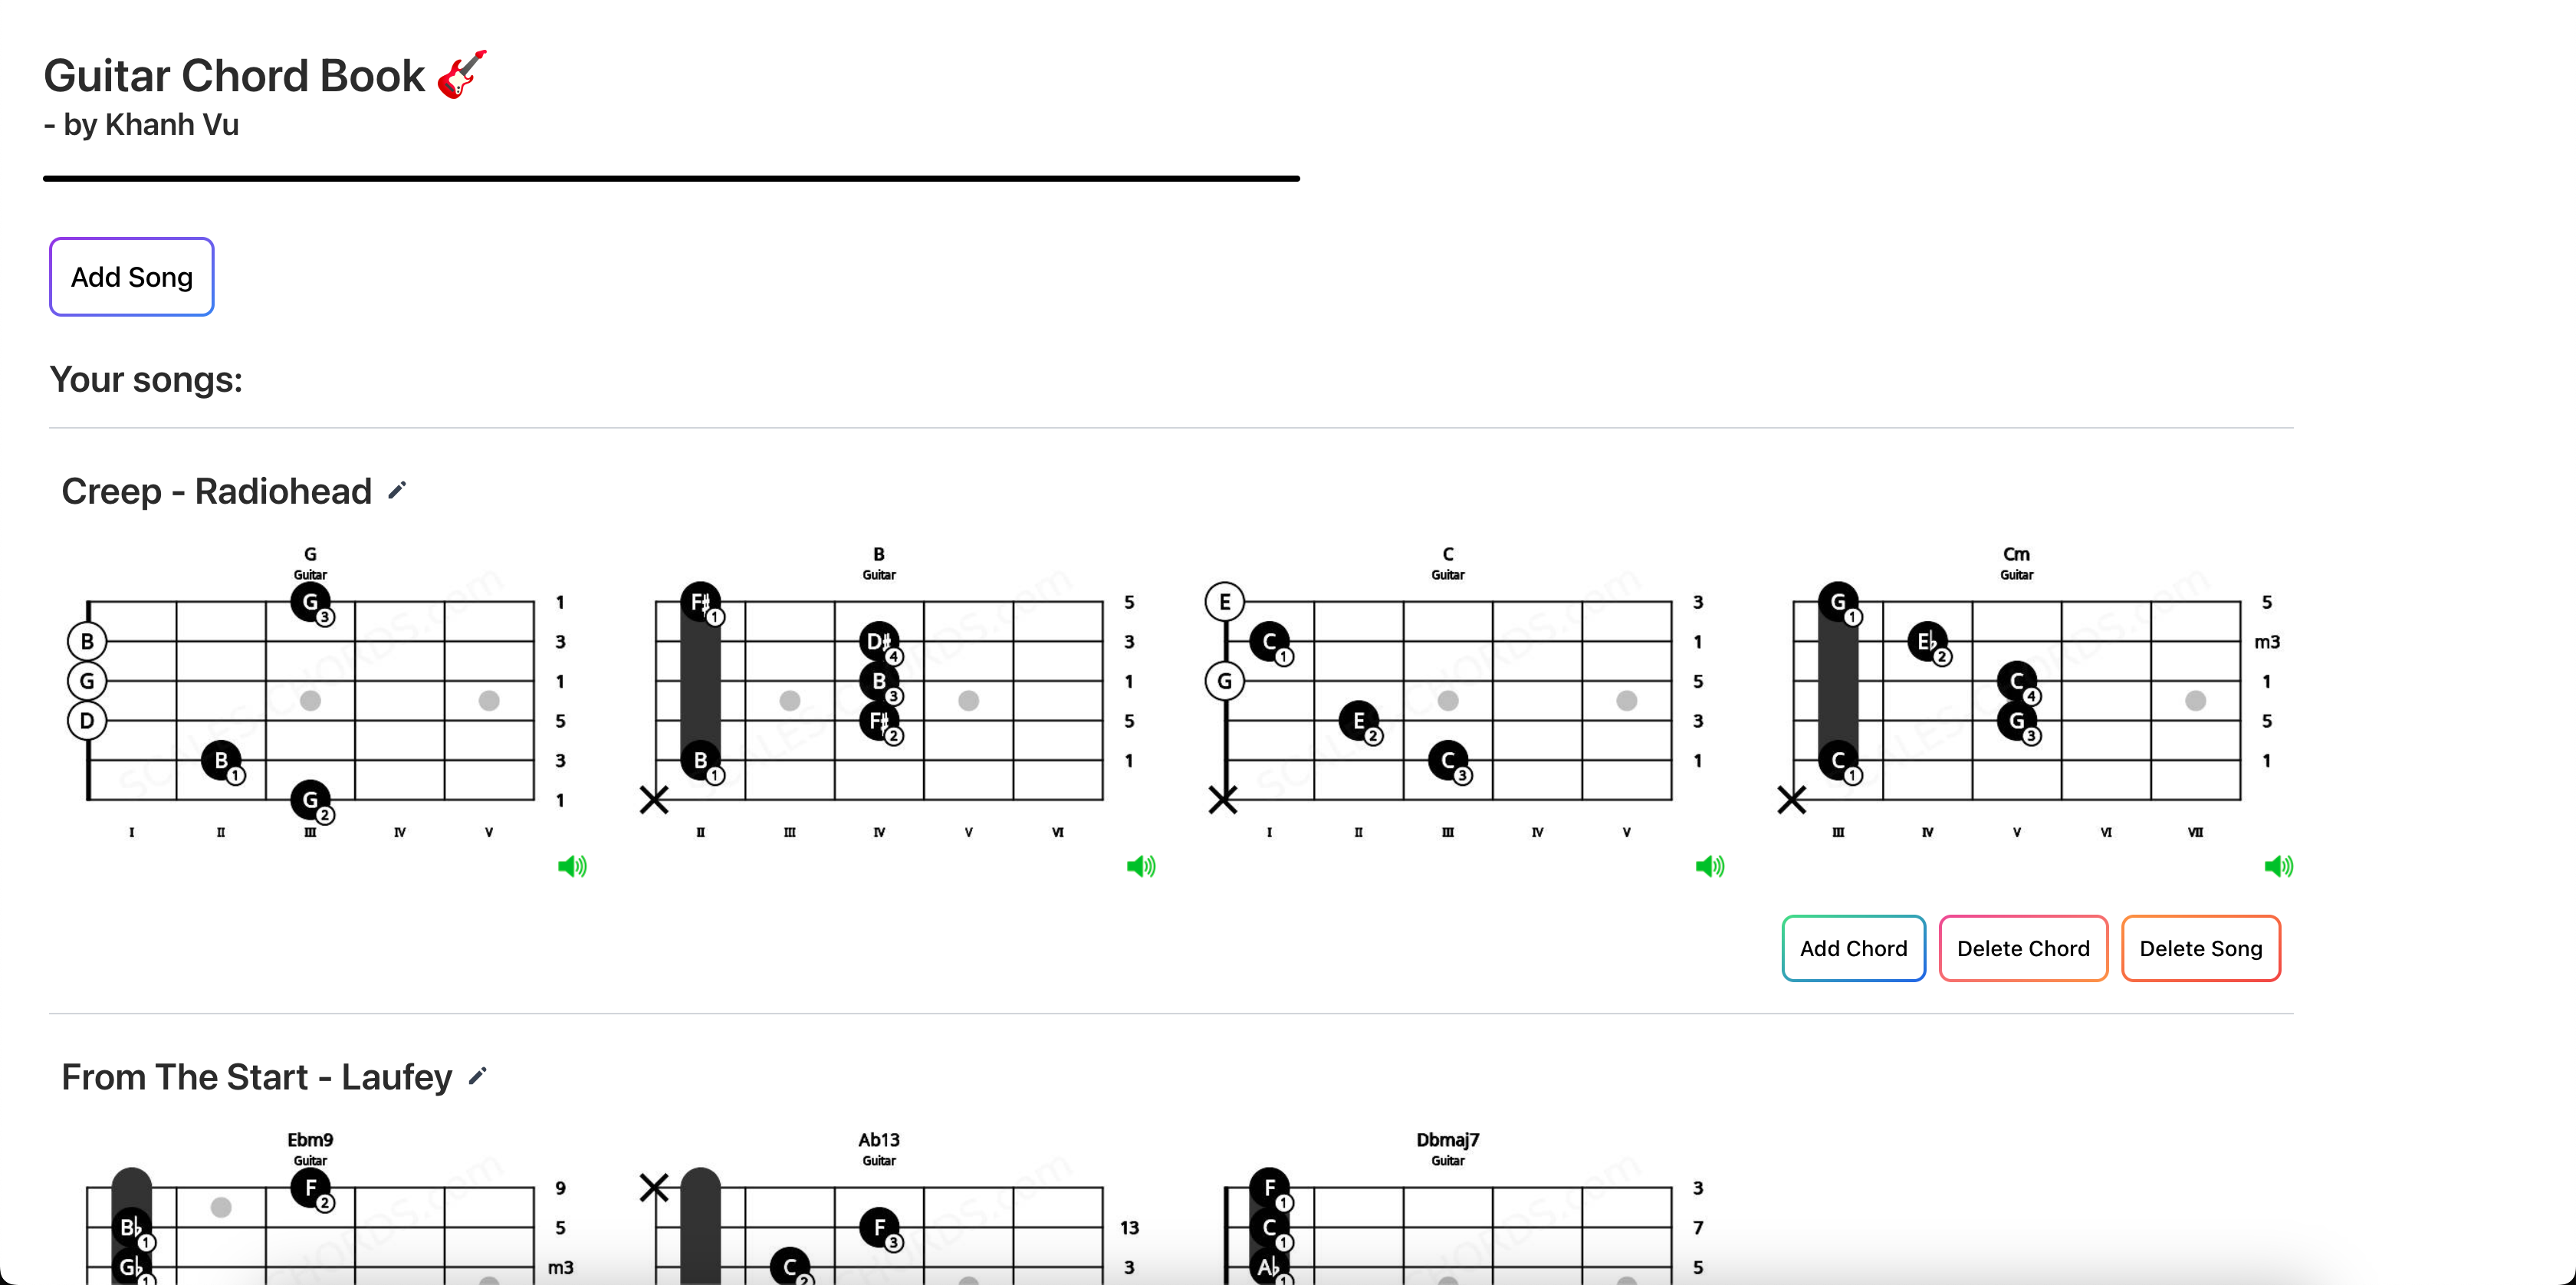 Guitar Chord Book
- by Khanh Vu
Add Song
Your songs:
Creep - Radiohead
G
Guitar
G 3 1
B 3
G 1
D 5
B 1 3
G 2 1
I II III IV V
B
Guitar
F# 1 5
D# 4 3
B 3 1
F# 2 5
B 1 1
II III IV V VI
C
Guitar
E 3
C 1 1
G 5
E 2 3
C 3 1
I II III IV V
Cm
Guitar
G 1 5
E♭ 2 m3
C 4 1
G 3 5
C 1 1
III IV V VI VII
SCALES-CHORDS.com
Add Chord Delete Chord Delete Song
From The Start - Laufey
Ebm9
Guitar
F 2 9
B♭ 1 5
G♭ 1 m3
Ab13
Guitar
F 3 13
C 2 3
Dbmaj7
Guitar
F 1 3
C 1 7
A♭ 1 5